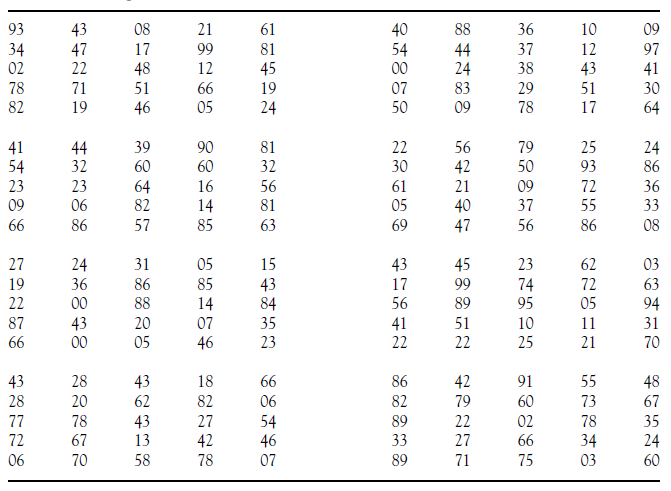 93 43 08 21 61 40 88 36 10 09
34 47 17 99 81 54 44 37 12 97
02 22 48 12 45 00 24 38 43 41
78 71 51 66 19 07 83 29 51 30
82 19 46 05 24 50 09 78 17 64
41 44 39 90 81 22 56 79 25 24
54 32 60 60 32 30 42 50 93 86
23 23 64 16 56 61 21 09 72 36
09 06 82 14 81 05 40 37 55 33
66 86 57 85 63 69 47 56 86 08
27 24 31 05 15 43 45 23 62 03
19 36 86 85 43 17 99 74 72 63
22 00 88 14 84 56 89 95 05 94
87 43 20 07 35 41 51 10 11 31
66 00 05 46 23 22 22 25 21 70
43 28 43 18 66 86 42 91 55 48
28 20 62 82 06 82 79 60 73 67
77 78 43 27 54 89 22 02 78 35
72 67 13 42 46 33 27 66 34 24
06 70 58 78 07 89 71 75 03 60